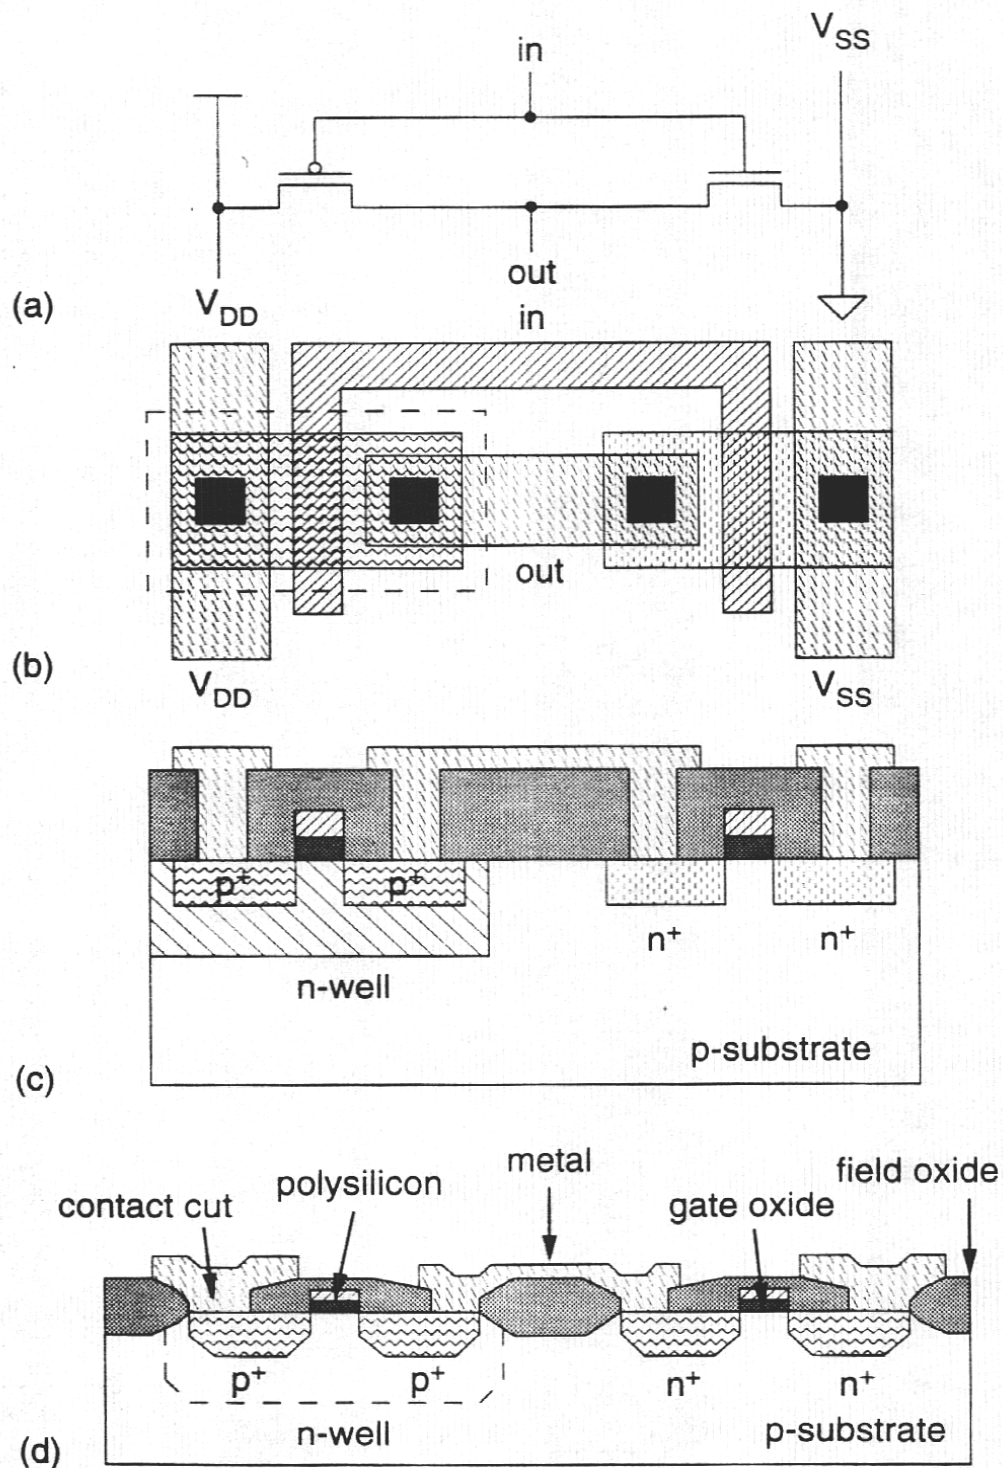 in
V_SS
out
V_DD
(a)
in
out
(b)
V_DD
V_SS
p+
p+
n+
n+
n-well
p-substrate
(c)
metal
field oxide
polysilicon
contact cut
gate oxide
p+
p+
n+
n+
n-well
p-substrate
(d)